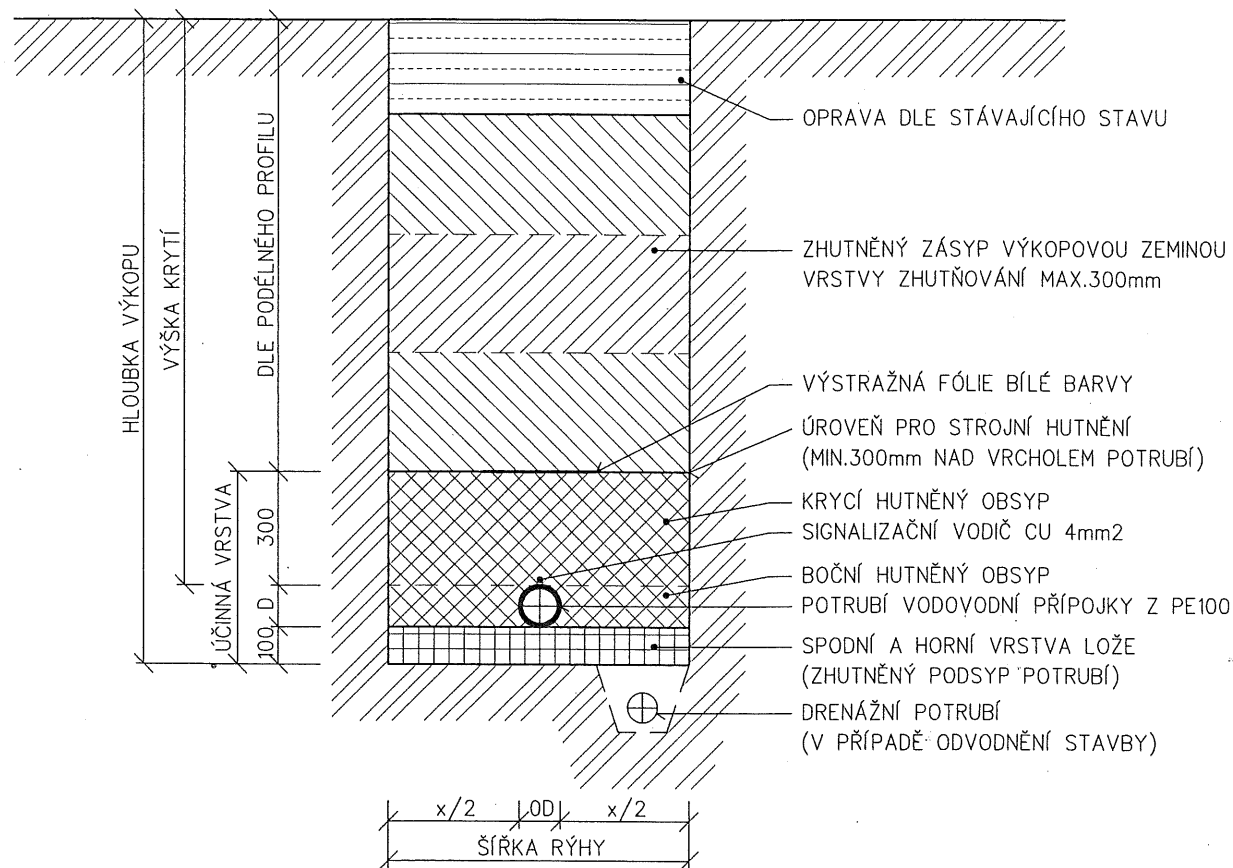 OPRAVA DLE STÁVAJÍCÍHO STAVU
ZHUTNĚNÝ ZÁSYP VÝKOPOVOU ZEMINOU
VRSTVY ZHUTŇOVÁNÍ MAX.300mm
VÝSTRAŽNÁ FÓLIE BÍLÉ BARVY
ÚROVEŇ PRO STROJNÍ HUTNĚNÍ
(MIN.300mm NAD VRCHOLEM POTRUBÍ)
KRYCÍ HUTNĚNÝ OBSYP
SIGNALIZAČNÍ VODIČ CU 4mm2
BOČNÍ HUTNĚNÝ OBSYP
POTRUBÍ VODOVODNÍ PŘÍPOJKY Z PE100
SPODNÍ A HORNÍ VRSTVA LOŽE
(ZHUTNĚNÝ PODSYP POTRUBÍ)
DRENÁŽNÍ POTRUBÍ
(V PŘÍPADĚ ODVODNĚNÍ STAVBY)
HLOUBKA VÝKOPU
VÝŠKA KRYTÍ
DLE PODÉLNÉHO PROFILU
ÚČINNÁ VRSTVA
300
D
100
x/2
OD
x/2
ŠÍŘKA RÝHY